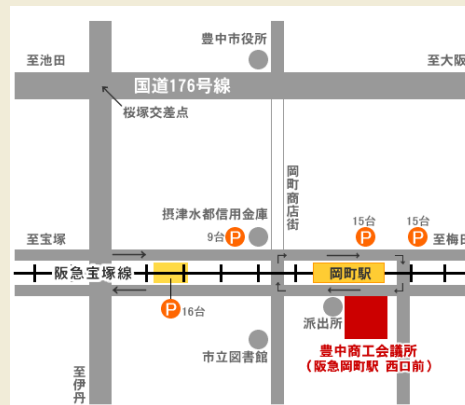 豊中市役所
至池田
至大阪
国道176号線
桜塚交差点
岡町商店街
摂津水都信用金庫
9台 P
15台
P
15台
P
至宝塚
至梅田
阪急宝塚線
岡町駅
P 16台
派出所
市立図書館
豊中商工会議所
(阪急岡町駅 西口前)
至伊丹